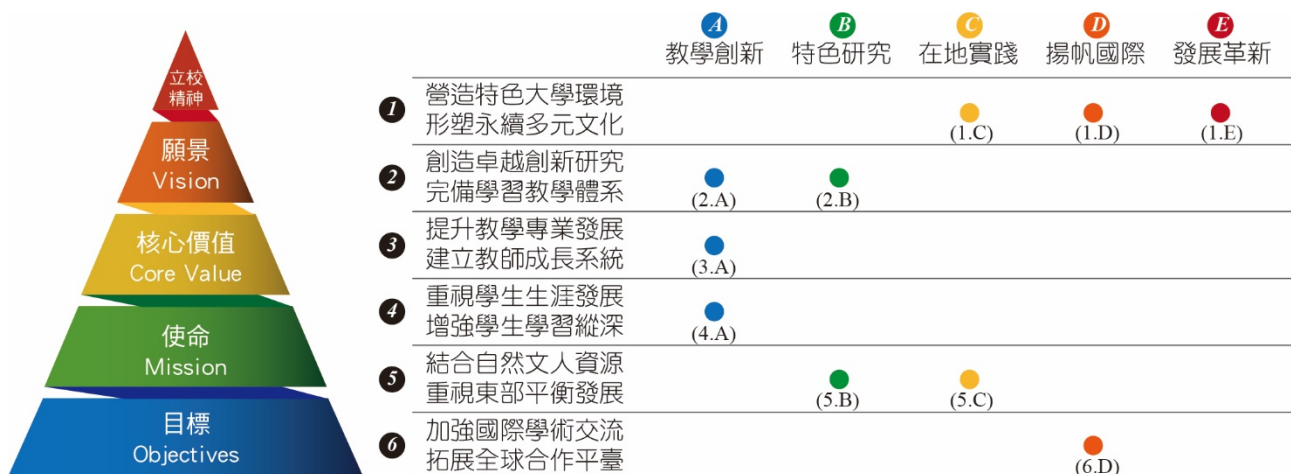 立校
精神
願景
Vision
核心價值
Core Value
使命
Mission
目標
Objectives
A B C D E
教學創新 特色研究 在地實踐 揚帆國際 發展革新
1
營造特色大學環境
形塑永續多元文化
(1.C) (1.D) (1.E)
2
創造卓越創新研究
完備學習教學體系
(2.A) (2.B)
3
提升教學專業發展
建立教師成長系統
(3.A)
4
重視學生生涯發展
增強學生學習縱深
(4.A)
5
結合自然文人資源
重視東部平衡發展
(5.B) (5.C)
6
加強國際學術交流
拓展全球合作平臺
(6.D)